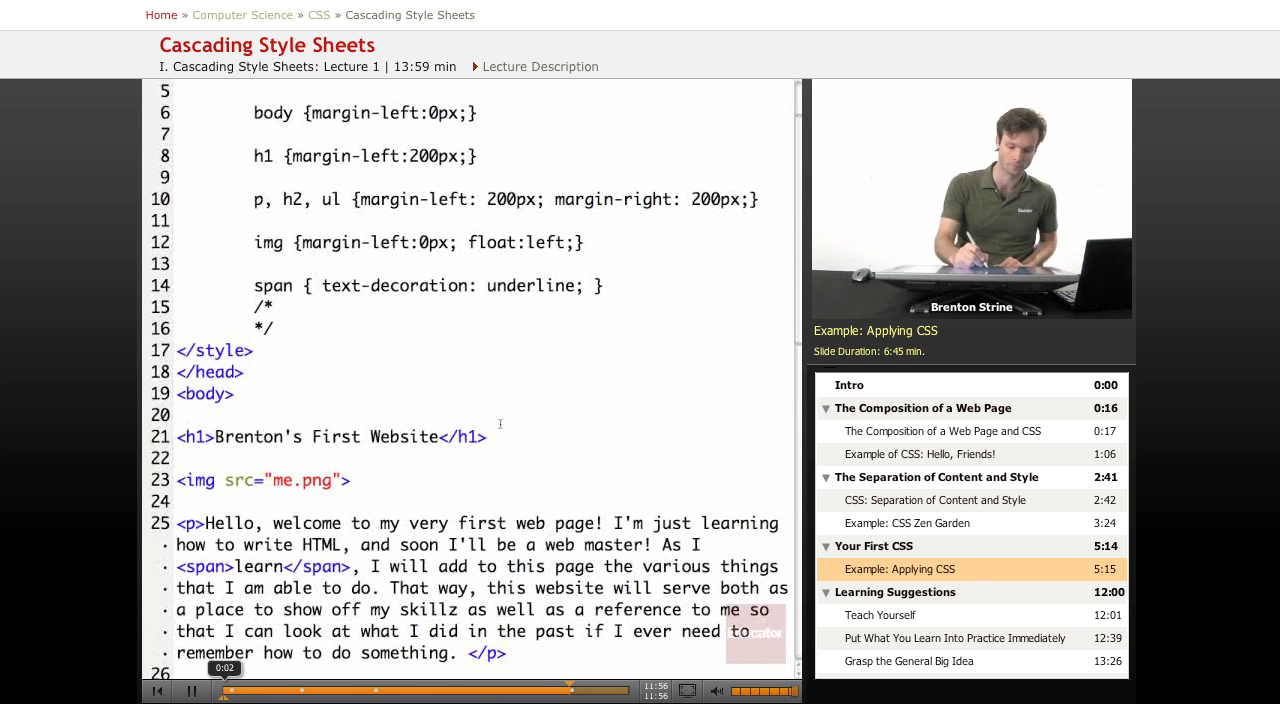 Home » Computer Science » CSS » Cascading Style Sheets
Cascading Style Sheets
I. Cascading Style Sheets: Lecture 1 | 13:59 min Lecture Description
5
6 body {margin-left:0px;}
7
8 h1 {margin-left:200px;}
9
10 p, h2, ul {margin-left: 200px; margin-right: 200px;}
11
12 img {margin-left:0px; float:left;}
13
14 span { text-decoration: underline; }
15 /*
16 */
17 </style>
18 </head>
19 <body>
20
21 <h1>Brenton's First Website</h1>
22
23 <img src="me.png">
24
25 <p>Hello, welcome to my very first web page! I'm just learning
how to write HTML, and soon I'll be a web master! As I
<span>learn</span>, I will add to this page the various things
that I am able to do. That way, this website will serve both as
a place to show off my skillz as well as a reference to me so
that I can look at what I did in the past if I ever need to
remember how to do something. </p>
26
0:02
11:56
11:56
Brenton Strine
Example: Applying CSS
Slide Duration: 6:45 min.
Intro 0:00
The Composition of a Web Page 0:16
The Composition of a Web Page and CSS 0:17
Example of CSS: Hello, Friends! 1:06
The Separation of Content and Style 2:41
CSS: Separation of Content and Style 2:42
Example: CSS Zen Garden 3:24
Your First CSS 5:14
Example: Applying CSS 5:15
Learning Suggestions 12:00
Teach Yourself 12:01
Put What You Learn Into Practice Immediately 12:39
Grasp the General Big Idea 13:26